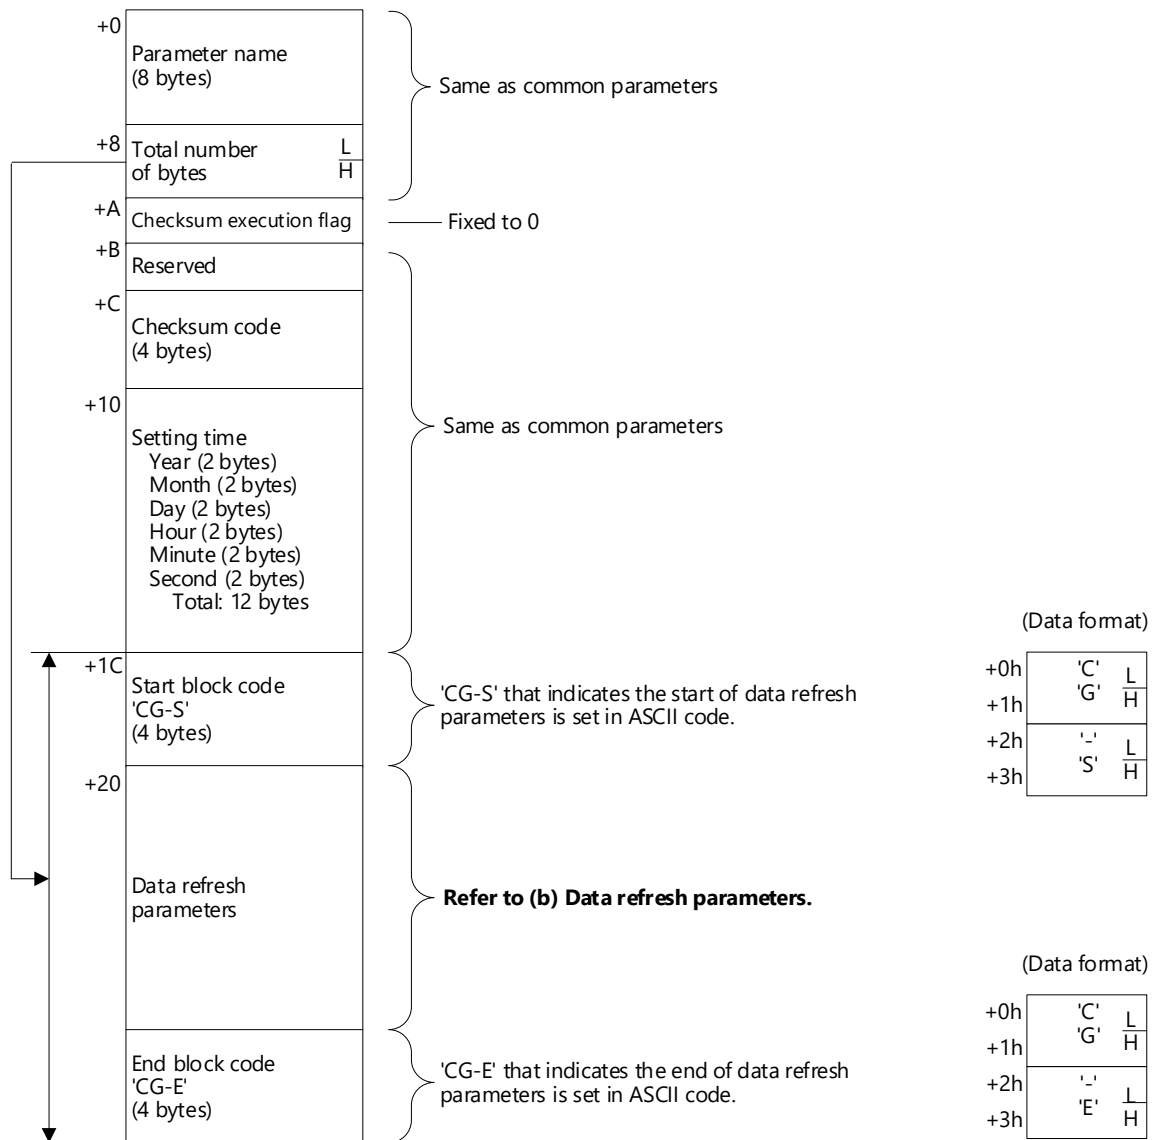 +0
Parameter name
(8 bytes)
Same as common parameters
+8
Total number
of bytes
L
H
+A
Checksum execution flag
Fixed to 0
+B
Reserved
+C
Checksum code
(4 bytes)
+10
Setting time
Year (2 bytes)
Month (2 bytes)
Day (2 bytes)
Hour (2 bytes)
Minute (2 bytes)
Second (2 bytes)
Total: 12 bytes
Same as common parameters
+1C
Start block code
'CG-S'
(4 bytes)
'CG-S' that indicates the start of data refresh
parameters is set in ASCII code.
(Data format)
+0h
'C'
L
+1h
'G'
H
+2h
'-'
L
+3h
'S'
H
+20
Data refresh
parameters
Refer to (b) Data refresh parameters.
End block code
'CG-E'
(4 bytes)
'CG-E' that indicates the end of data refresh
parameters is set in ASCII code.
(Data format)
+0h
'C'
L
+1h
'G'
H
+2h
'-'
L
+3h
'E'
H